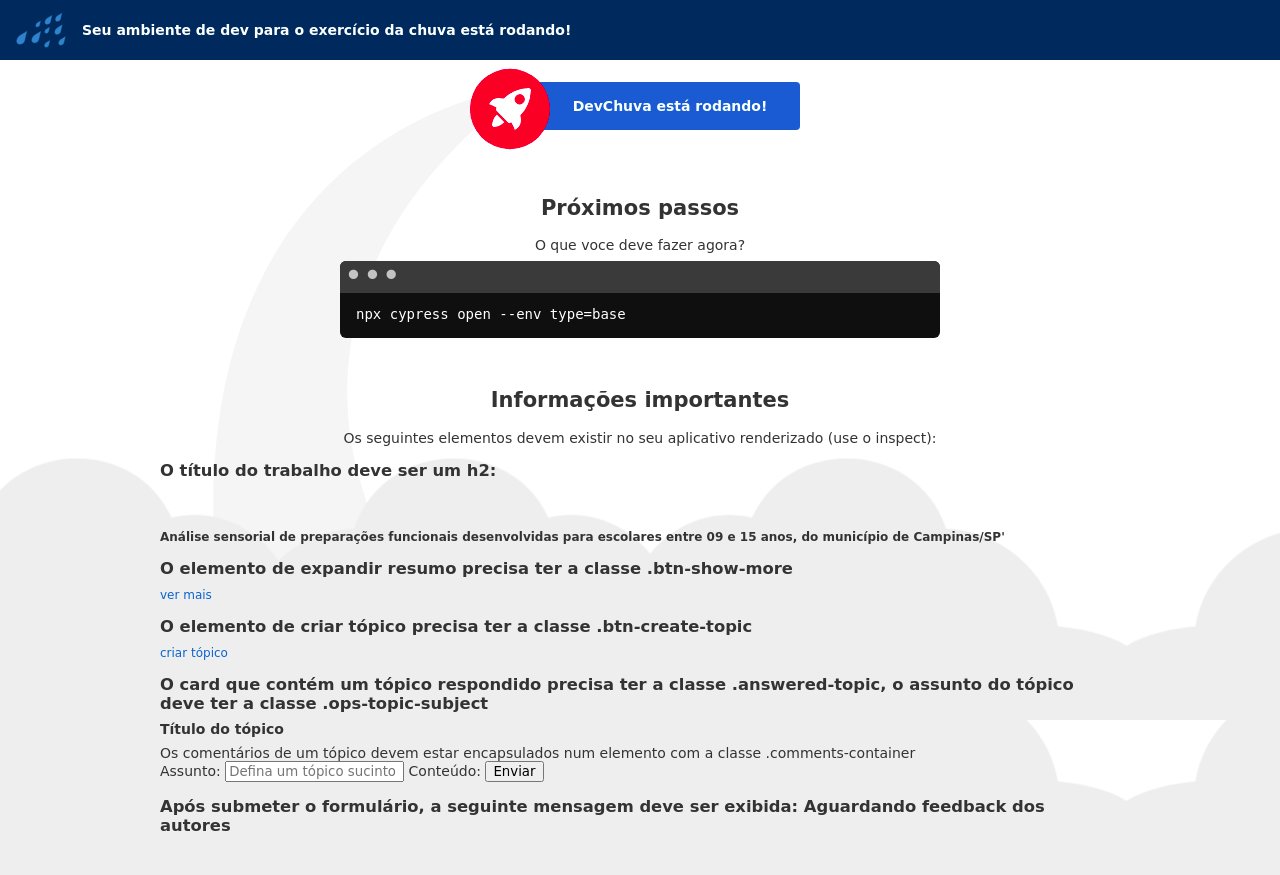 Seu ambiente de dev para o exercício da chuva está rodando!
DevChuva está rodando!
Próximos passos
O que voce deve fazer agora?
npx cypress open --env type=base
Informações importantes
Os seguintes elementos devem existir no seu aplicativo renderizado (use o inspect):
O título do trabalho deve ser um h2:
Análise sensorial de preparações funcionais desenvolvidas para escolares entre 09 e 15 anos, do município de Campinas/SP'
O elemento de expandir resumo precisa ter a classe .btn-show-more
ver mais
O elemento de criar tópico precisa ter a classe .btn-create-topic
criar tópico
O card que contém um tópico respondido precisa ter a classe .answered-topic, o assunto do tópico
deve ter a classe .ops-topic-subject
Título do tópico
Os comentários de um tópico devem estar encapsulados num elemento com a classe .comments-container
Assunto: Defina um tópico sucinto Conteúdo: Enviar
Após submeter o formulário, a seguinte mensagem deve ser exibida: Aguardando feedback dos
autores